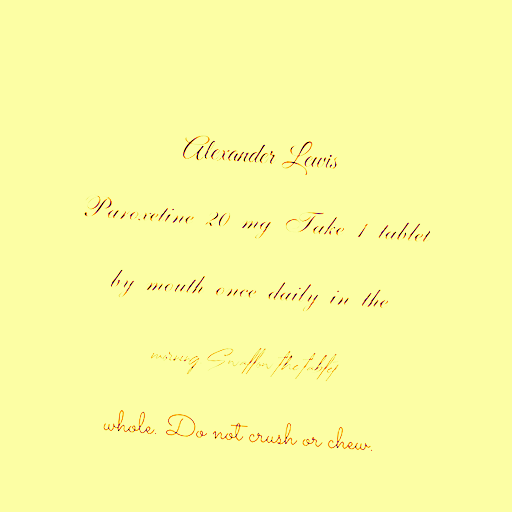 Alexander Lewis
Paroxetine 20 mg Take 1 tablet
by mouth once daily in the
morning Swallow the tablet
whole. Do not crush or chew.